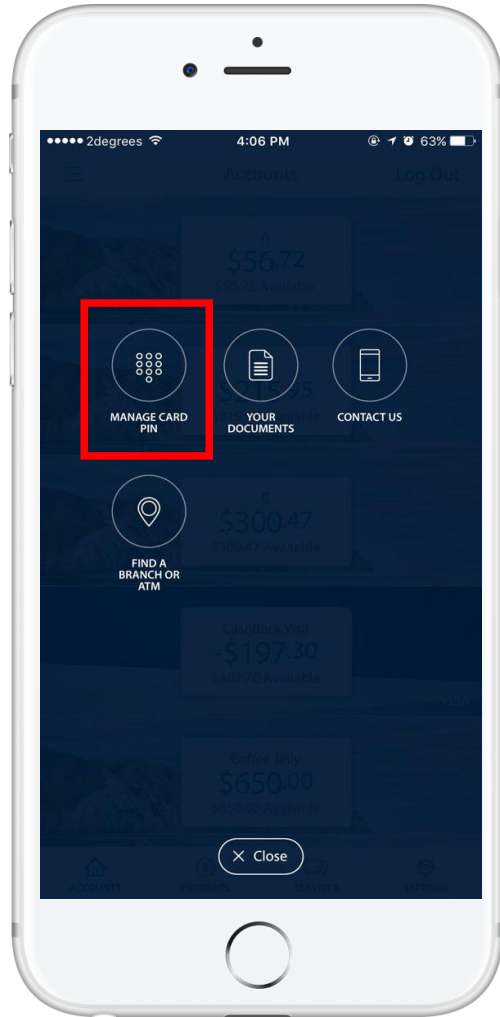 2degrees
4:06 PM
63%
Accounts
Log Out
A
$56.72
$56.72 Available
MANAGE CARD
PIN
YOUR
DOCUMENTS
CONTACT US
C
$300.47
$300.47 Available
FIND A
BRANCH OR
ATM
CashBack Visa
-$197.30
VISA
Coffee Jelly
$650.00
$650.00 Available
× Close
ACCOUNTS
PAYMENTS
SERVICES
SETTINGS